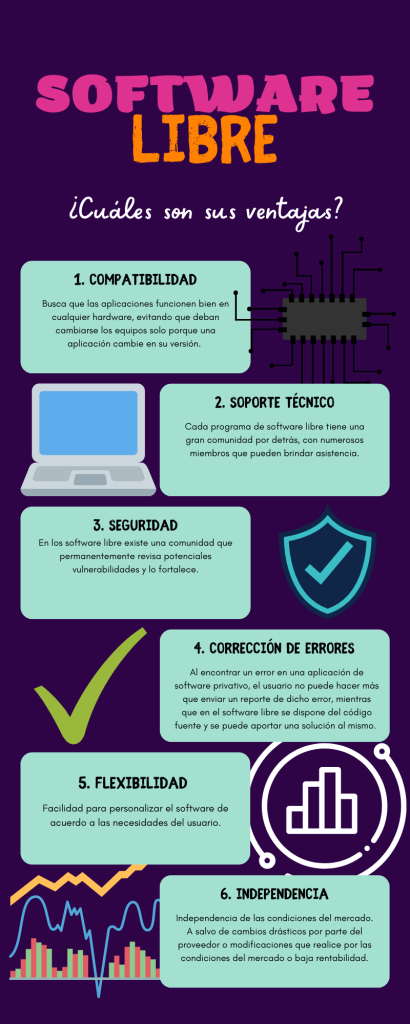 SOFTWARE
LIBRE
¿Cuáles son sus ventajas?
1. COMPATIBILIDAD
Busca que las aplicaciones funcionen bien en
cualquier hardware, evitando que deban
cambiarse los equipos solo porque una
aplicación cambie en su versión.
2. SOPORTE TÉCNICO
Cada programa de software libre tiene una
gran comunidad por detrás, con numerosos
miembros que pueden brindar asistencia.
3. SEGURIDAD
En los software libre existe una comunidad que
permanentemente revisa potenciales
vulnerabilidades y lo fortalece.
4. CORRECCIÓN DE ERRORES
Al encontrar un error en una aplicación de
software privativo, el usuario no puede hacer más
que enviar un reporte de dicho error, mientras
que en el software libre se dispone del código
fuente y se puede aportar una solución al mismo.
5. FLEXIBILIDAD
Facilidad para personalizar el software de
acuerdo a las necesidades del usuario.
6. INDEPENDENCIA
Independencia de las condiciones del mercado.
A salvo de cambios drásticos por parte del
proveedor o modificaciones que realice por las
condiciones del mercado o baja rentabilidad.